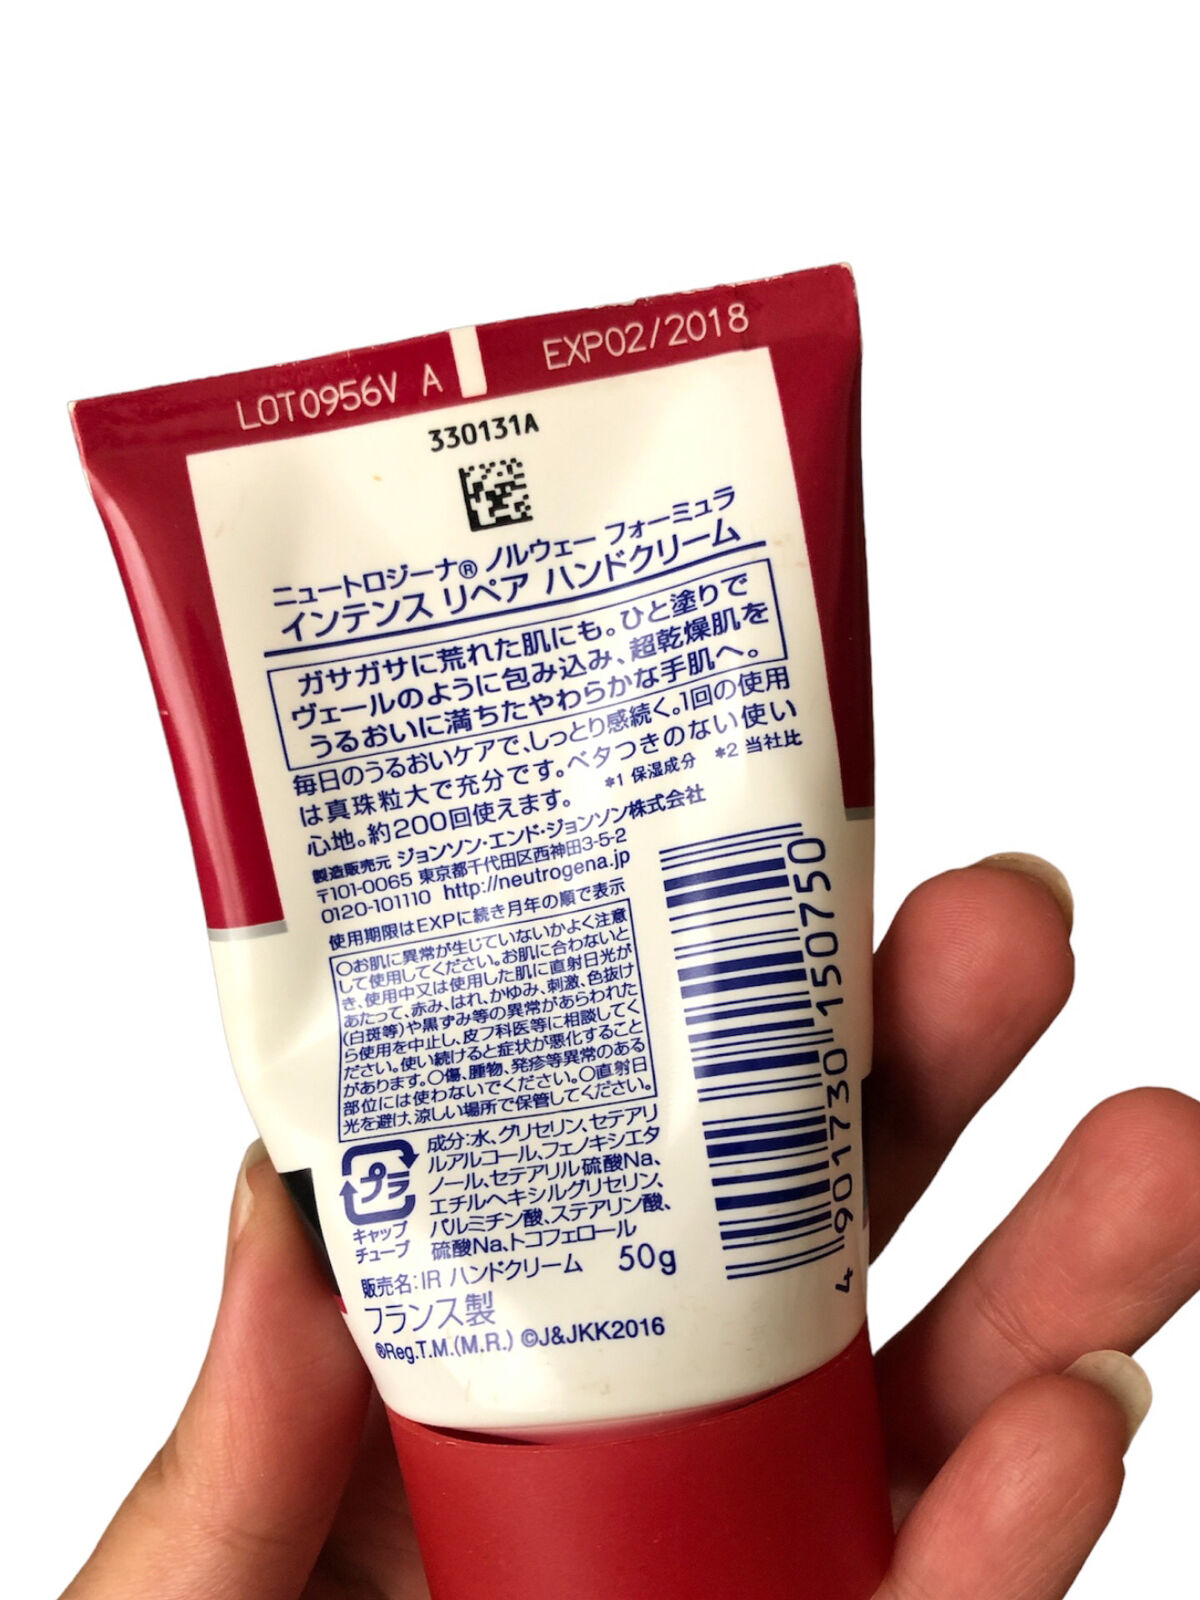 LOT0956V A EXP02/2018
330131A
ニュートロジーナ® ノルウェー フォーミュラ
インテンス リペア ハンドクリーム
ガサガサに荒れた肌にも。ひと塗りで
ヴェールのように包み込み、超乾燥肌を
うるおいに満ちたやわらかな手肌へ。
毎日のうるおいケアで、しっとり感続く。1回の使用
は真珠粒大で充分です。ベタつきのない使い
心地。約200回使えます。 *1 保湿成分 *2 当社比
製造販売元 ジョンソン・エンド・ジョンソン株式会社
〒101-0065 東京都千代田区西神田3-5-2
0120-101110 http://neutrogena.jp
使用期限はEXPに続き月年の順で表示
○お肌に異常が生じていないかよく注意
して使用してください。お肌に合わないと
き、使用中又は使用した肌に直射日光が
あたって、赤み、はれ、かゆみ、刺激、色抜け
(白斑等)や黒ずみ等の異常があらわれた
ら使用を中止し、皮フ科医等に相談してく
ださい。使い続けると症状が悪化すること
があります。○傷、腫物、発疹等異常のある
部位には使わないでください。○直射日
光を避け、涼しい場所で保管してください。
プラ
キャップ
チューブ
成分:水、グリセリン、セテアリ
ルアルコール、フェノキシエタ
ノール、セテアリル硫酸Na、
エチルヘキシルグリセリン、
パルミチン酸、ステアリン酸、
硫酸Na、トコフェロール
販売名:IR ハンドクリーム 50g
フランス製
®Reg.T.M.(M.R.) ©J&JKK2016
4 901730 150750